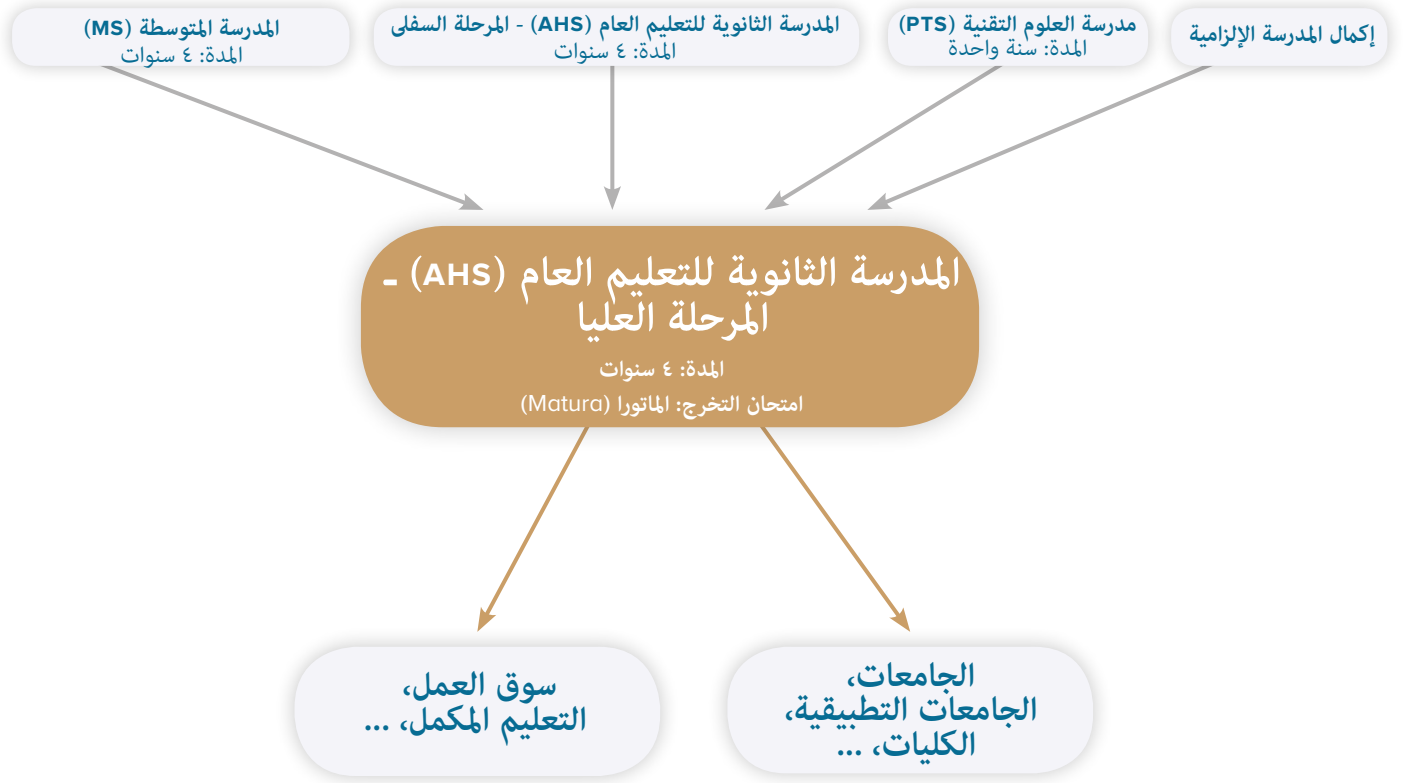 إكمال المدرسة الإلزامية
مدرسة العلوم التقنية (PTS)
المدة: سنة واحدة
المدرسة الثانوية للتعليم العام (AHS) - المرحلة السفلى
المدة: ٤ سنوات
المدرسة المتوسطة (MS)
المدة: ٤ سنوات
المدرسة الثانوية للتعليم العام (AHS) -
المرحلة العليا
المدة: ٤ سنوات
امتحان التخرج: الماتورا (Matura)
الجامعات،
الجامعات التطبيقية،
الكليات، ...
سوق العمل،
التعليم المكمل، ...